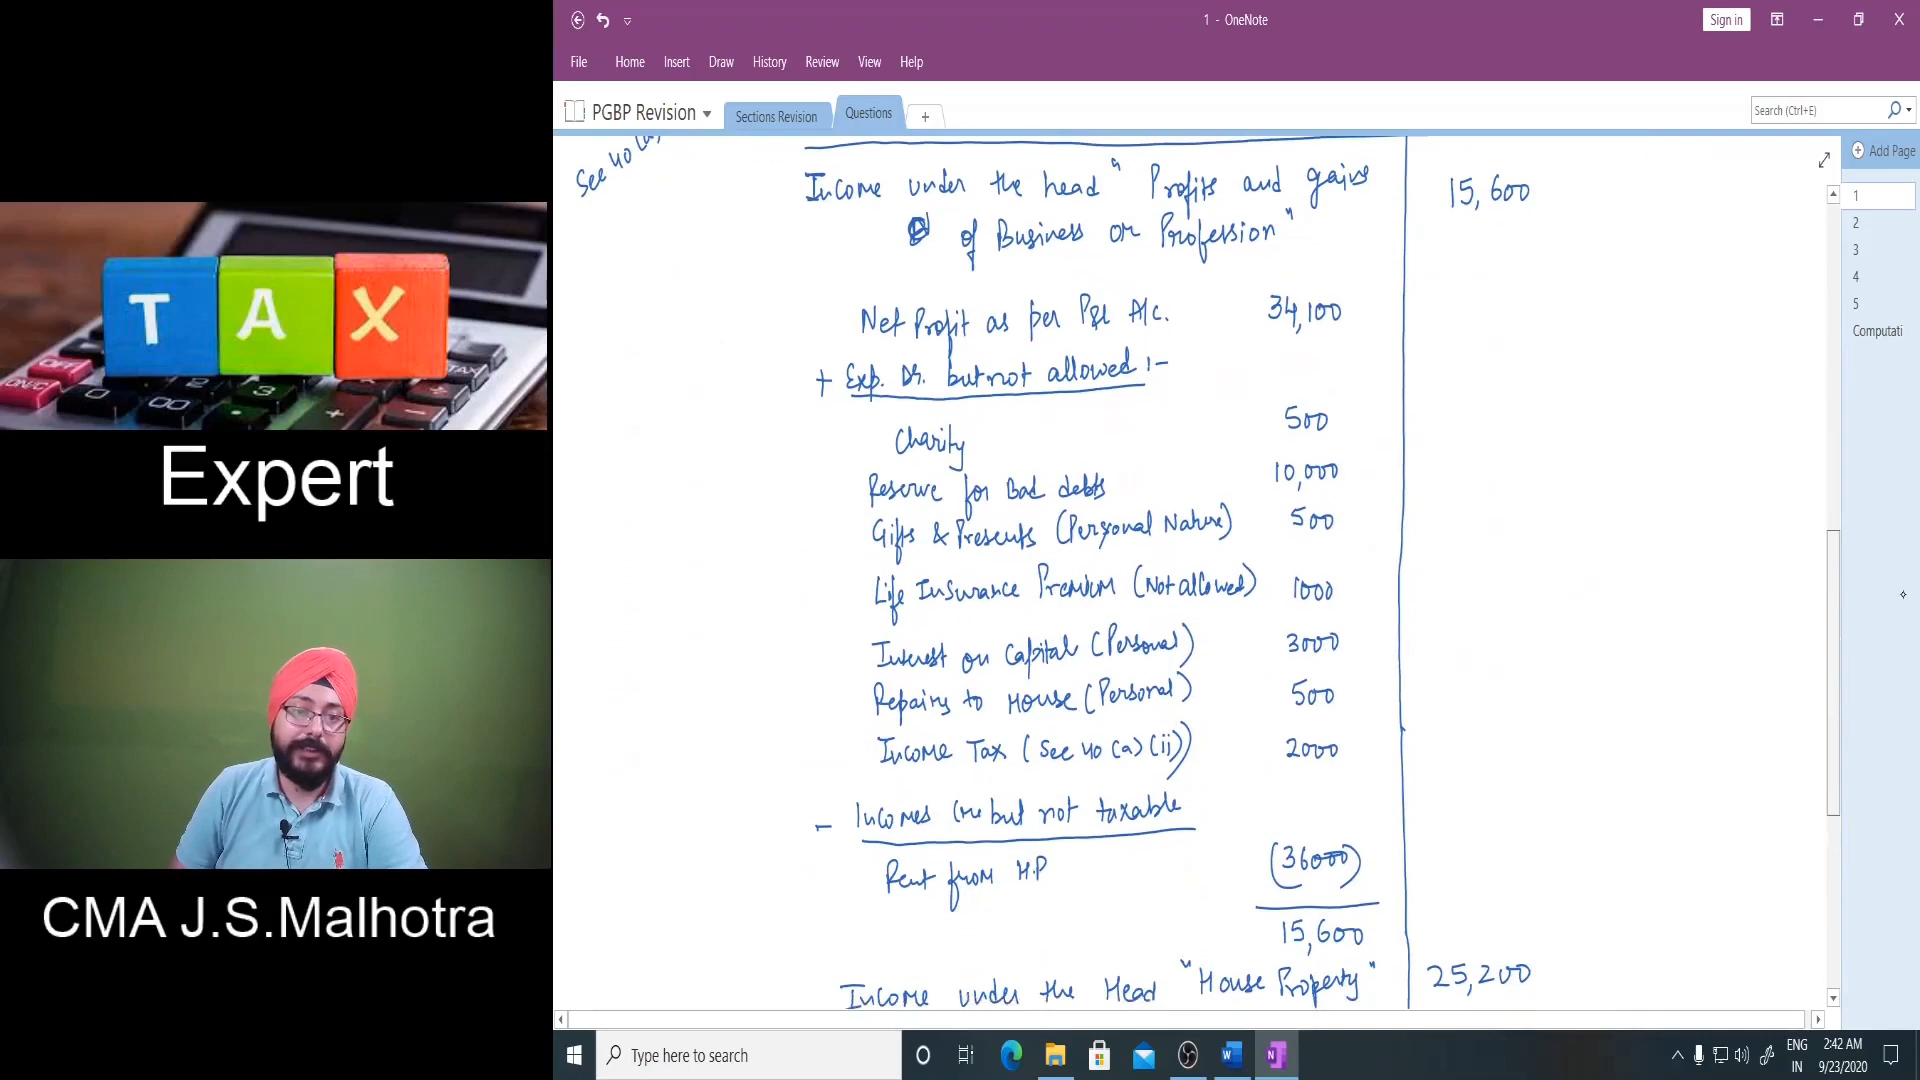 TAX
Expert
CMA J.S.Malhotra
1 - OneNote
Sign in
File Home Insert Draw History Review View Help
PGBP Revision
Sections Revision
Questions
Search (Ctrl+E)
Add Page
1
2
3
4
5
Computati
See 40 (a)
Income under the head " Profits and gains 15,600
of Business or Profession"
Net Profit as per P&L A/c. 34,100
+ Exp. Dr. but not allowed :-
Charity 500
Reserve for Bad debts 10,000
Gifts & Presents (Personal Nature) 500
Life Insurance Premium (Not allowed) 1000
Interest on Capital (Personal) 3000
Repairs to House (Personal) 500
Income Tax ( See 40 (a) (ii)) 2000
- Incomes Cr. but not taxable
Rent from H.P (36000)
15,600
Income under the Head "House Property" 25,200
Type here to search
ENG
IN
2:42 AM
9/23/2020